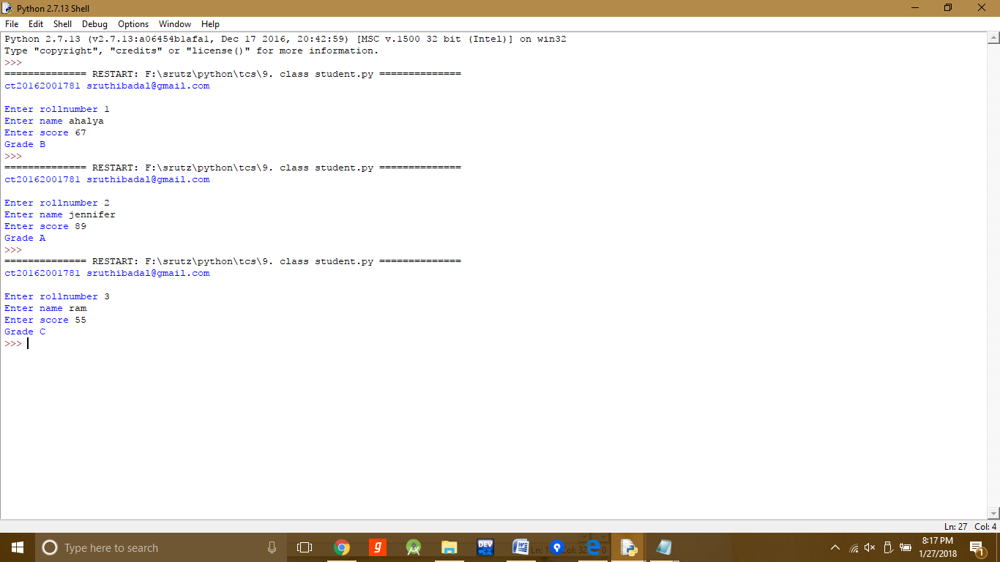 Python 2.7.13 Shell
File Edit Shell Debug Options Window Help
Python 2.7.13 (v2.7.13:a06454b1afa1, Dec 17 2016, 20:42:59) [MSC v.1500 32 bit (Intel)] on win32
Type "copyright", "credits" or "license()" for more information.
>>>
============== RESTART: F:\srutz\python\tcs\9. class student.py ==============
ct20162001781 sruthibadal@gmail.com
Enter rollnumber 1
Enter name ahalya
Enter score 67
Grade B
>>>
============== RESTART: F:\srutz\python\tcs\9. class student.py ==============
ct20162001781 sruthibadal@gmail.com
Enter rollnumber 2
Enter name jennifer
Enter score 89
Grade A
>>>
============== RESTART: F:\srutz\python\tcs\9. class student.py ==============
ct20162001781 sruthibadal@gmail.com
Enter rollnumber 3
Enter name ram
Enter score 55
Grade C
>>>
Ln: 27 Col: 4
Type here to search
g
DEV
W
8:17 PM
1/27/2018
1